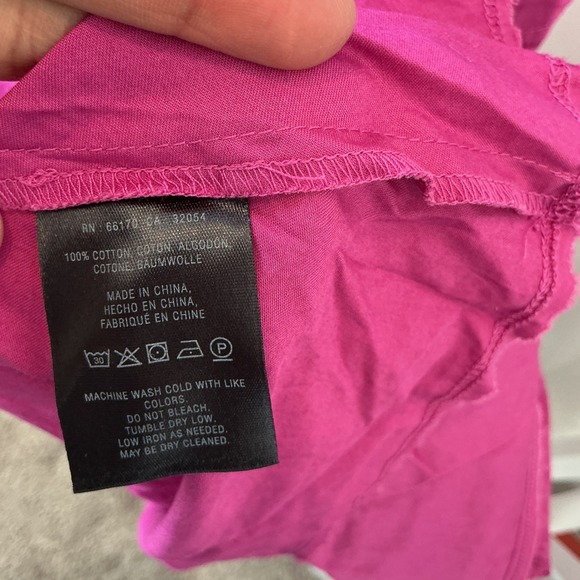 RN : 66170 CA : 32054
100% COTTON, COTON, ALGODÓN,
COTONE, BAUMWOLLE
MADE IN CHINA,
HECHO EN CHINA,
FABRIQUÉ EN CHINE
30 P
MACHINE WASH COLD WITH LIKE
COLORS.
DO NOT BLEACH.
TUMBLE DRY LOW.
LOW IRON AS NEEDED.
MAY BE DRY CLEANED.